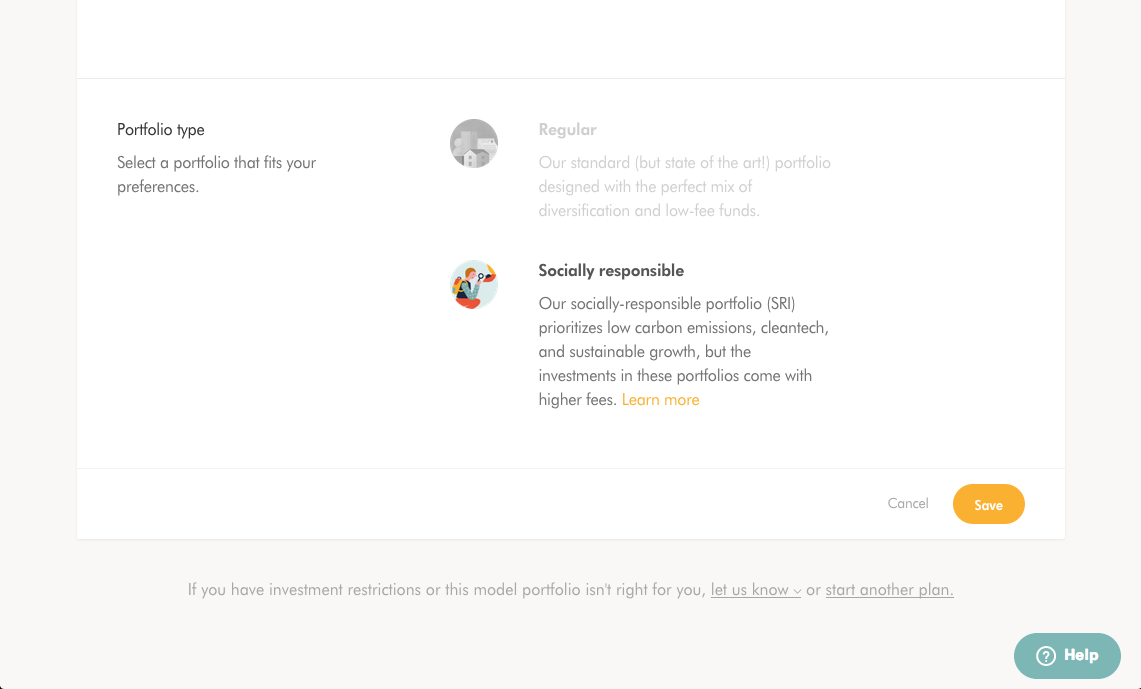 Portfolio type
Select a portfolio that fits your
preferences.
Regular
Our standard (but state of the art!) portfolio
designed with the perfect mix of
diversification and low-fee funds.
Socially responsible
Our socially-responsible portfolio (SRI)
prioritizes low carbon emissions, cleantech,
and sustainable growth, but the
investments in these portfolios come with
higher fees. Learn more
Cancel
Save
If you have investment restrictions or this model portfolio isn't right for you, let us know or start another plan.
Help